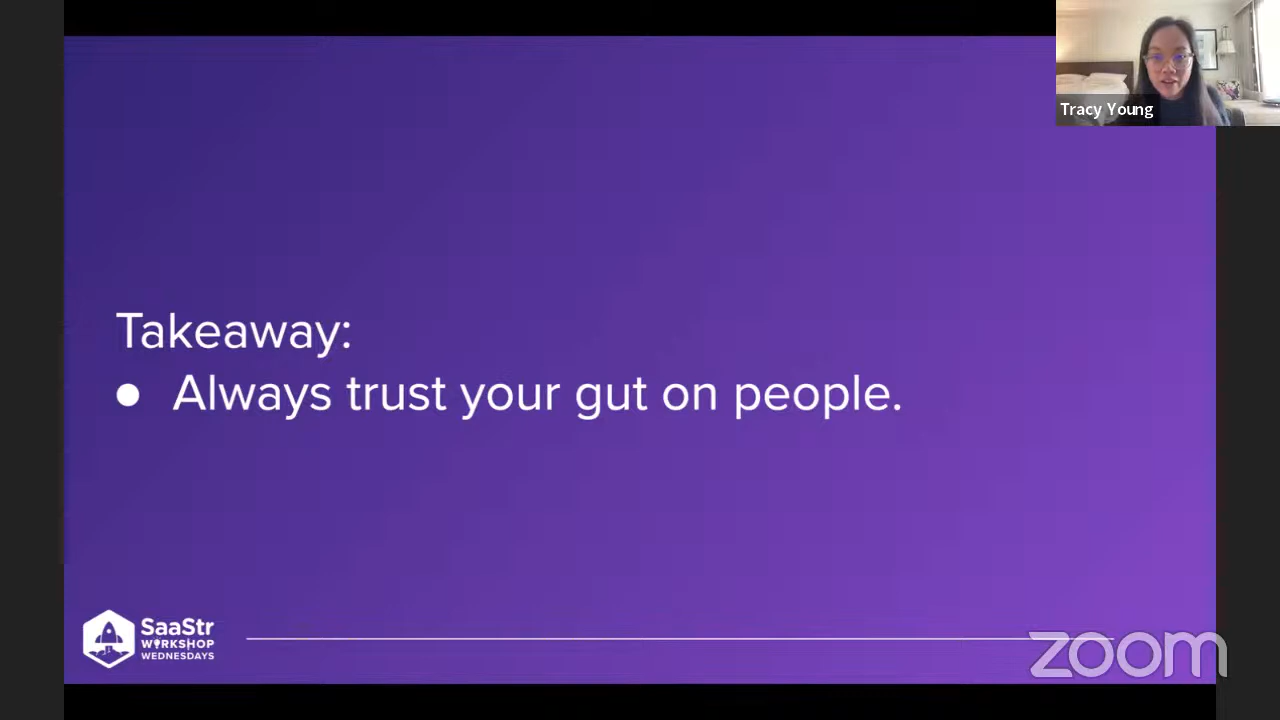 Tracy Young
Takeaway:
● Always trust your gut on people.
SaaStr
WORKSHOP
WEDNESDAYS
zoom